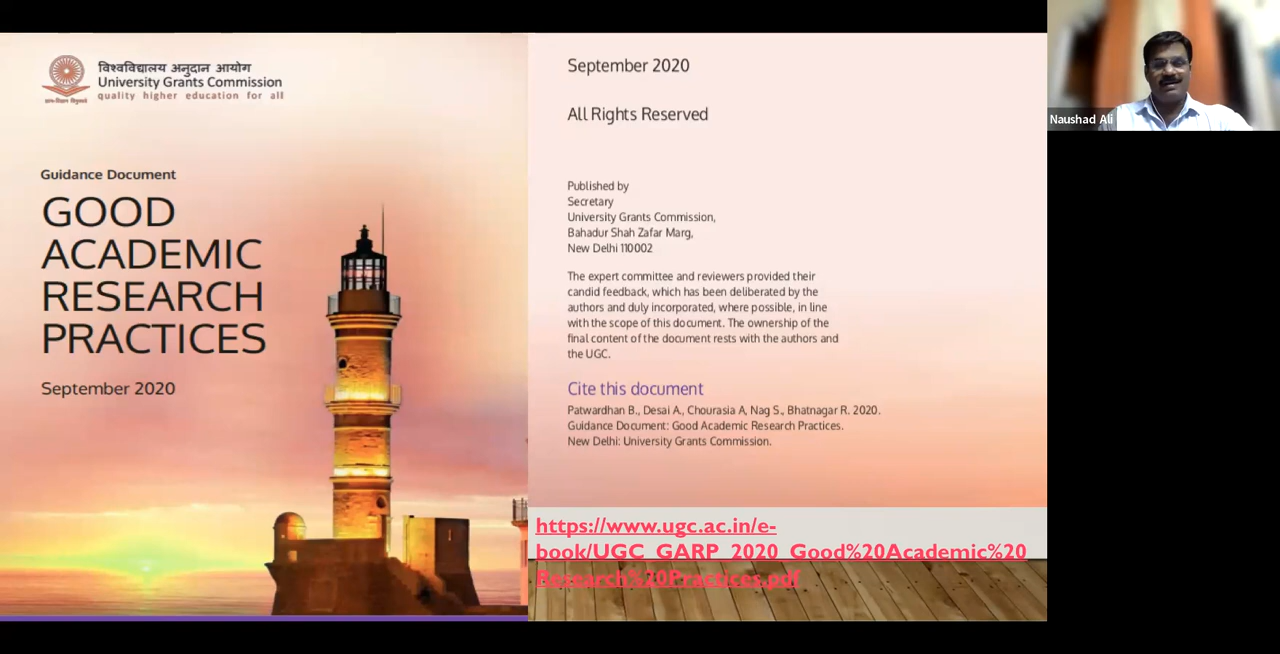 विश्वविद्यालय अनुदान आयोग
University Grants Commission
quality higher education for all
Guidance Document
GOOD
ACADEMIC
RESEARCH
PRACTICES
September 2020
September 2020
All Rights Reserved
Published by
Secretary
University Grants Commission,
Bahadur Shah Zafar Marg,
New Delhi 110002
The expert committee and reviewers provided their
candid feedback, which has been deliberated by the
authors and duly incorporated, where possible, in line
with the scope of this document. The ownership of the
final content of the document rests with the authors and
the UGC.
Cite this document
Patwardhan B., Desai A., Chourasia A, Nag S., Bhatnagar R. 2020.
Guidance Document: Good Academic Research Practices.
New Delhi: University Grants Commission.
https://www.ugc.ac.in/e-
book/UGC_GARP_2020_Good%20Academic%20
Research%20Practices.pdf
Naushad Ali